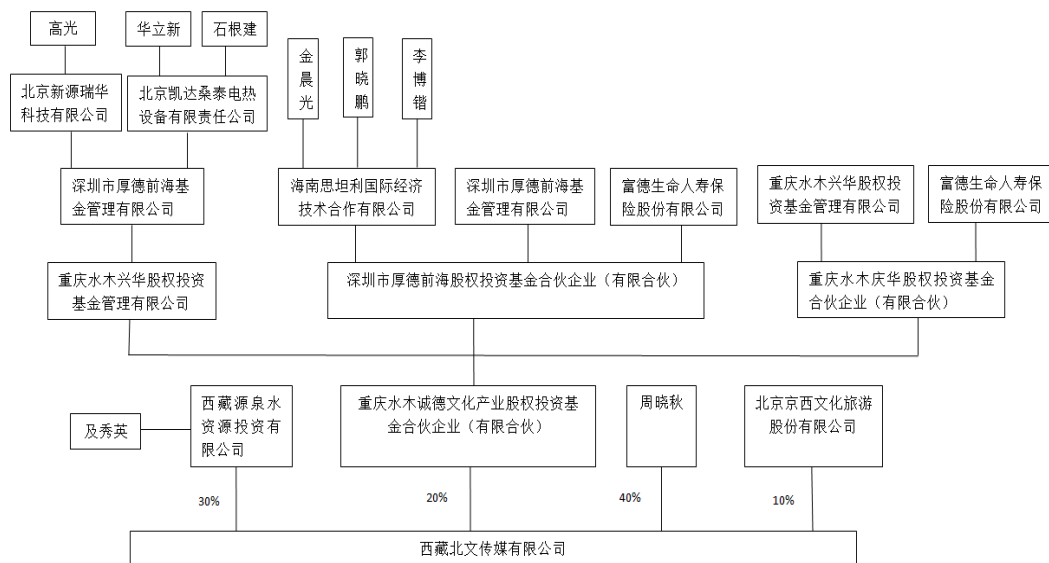 高光
华立新
石根建
金晨光
郭晓鹏
李博锴
北京新源瑞华
科技有限公司
北京凯达桑泰电热
设备有限责任公司
深圳市厚德前海基
金管理有限公司
海南思坦利国际经济
技术合作有限公司
深圳市厚德前海基
金管理有限公司
富德生命人寿保
险股份有限公司
重庆水木兴华股权投
资基金管理有限公司
富德生命人寿保
险股份有限公司
重庆水木兴华股权投资
基金管理有限公司
深圳市厚德前海股权投资基金合伙企业（有限合伙）
重庆水木庆华股权投资基金
合伙企业（有限合伙）
及秀英
西藏源泉水
资源投资有
限公司
重庆水木诚德文化产业股权投资基
金合伙企业（有限合伙）
周晓秋
北京京西文化旅游
股份有限公司
30%
20%
40%
10%
西藏北文传媒有限公司